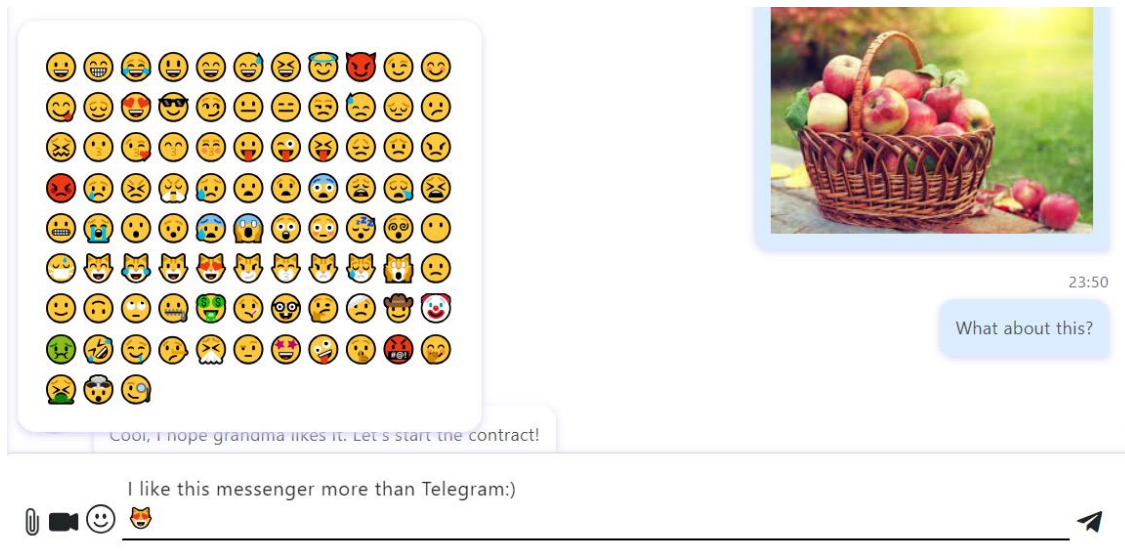 23:50
What about this?
Cool, I hope grandma likes it. Let's start the contract!
I like this messenger more than Telegram:)